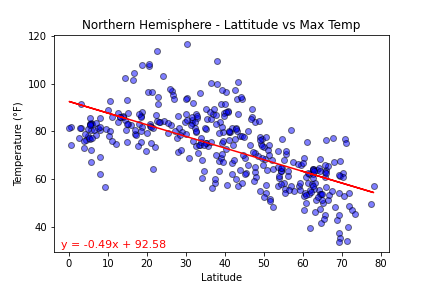 Northern Hemisphere - Lattitude vs Max Temp
Temperature (°F)
120
100
80
60
40
y = -0.49x + 92.58
0 10 20 30 40 50 60 70 80
Latitude